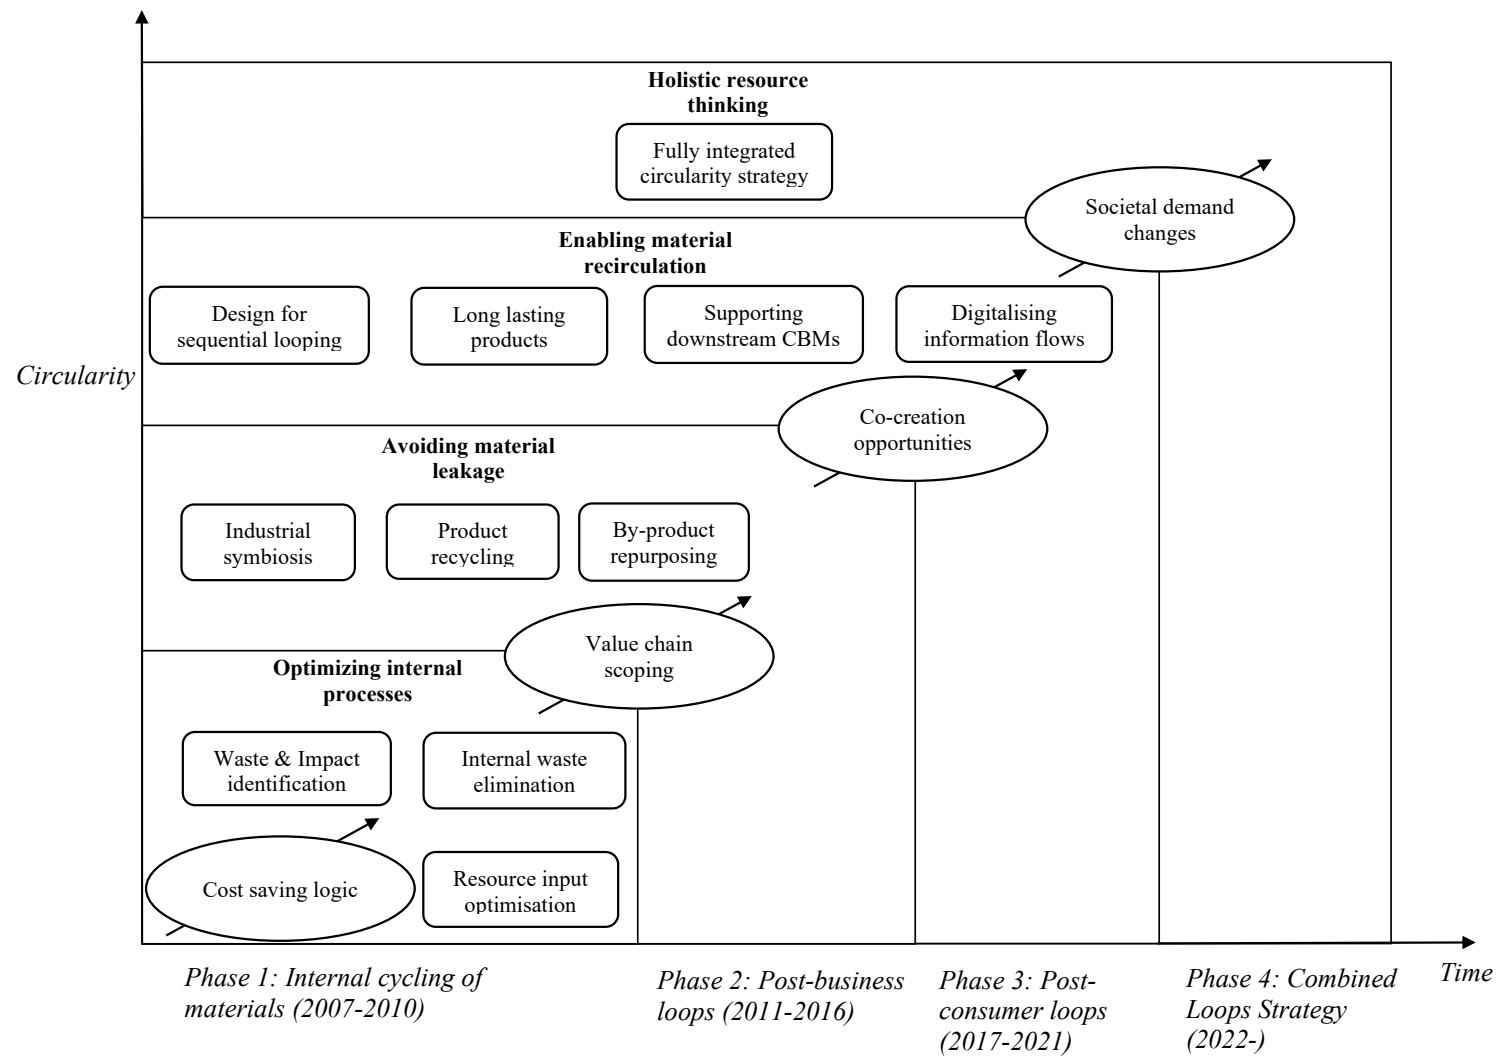 Holistic resource
thinking
Fully integrated
circularity strategy
Societal demand
changes
Enabling material
recirculation
Design for
sequential looping
Long lasting
products
Supporting
downstream CBMs
Digitalising
information flows
Circularity
Co-creation
opportunities
Avoiding material
leakage
Industrial
symbiosis
Product
recycling
By-product
repurposing
Value chain
scoping
Optimizing internal
processes
Waste & Impact
identification
Internal waste
elimination
Cost saving logic
Resource input
optimisation
Phase 1: Internal cycling of
materials (2007-2010)
Phase 2: Post-business
loops (2011-2016)
Phase 3: Post-
consumer loops
(2017-2021)
Phase 4: Combined
Loops Strategy
(2022-)
Time